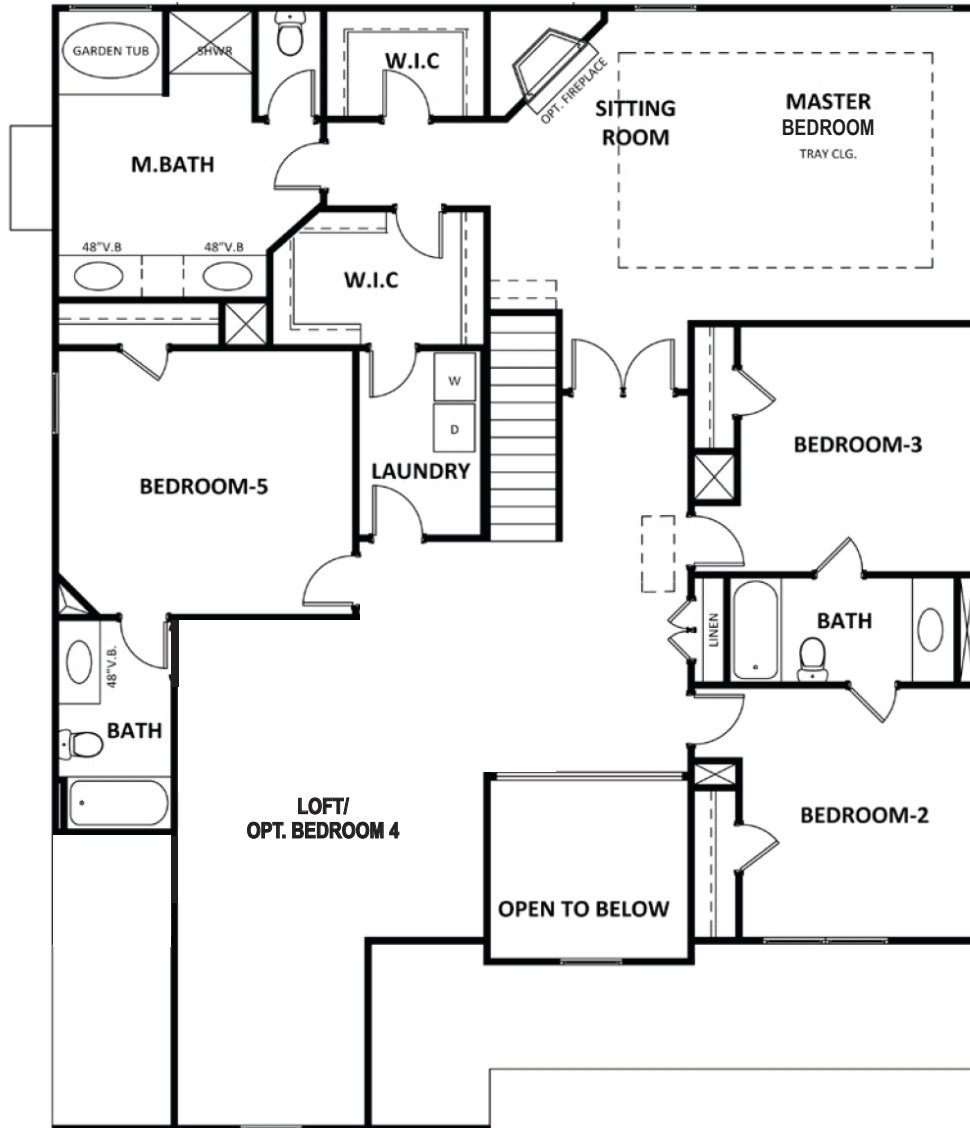 GARDEN TUB
SHWR
W.I.C
OPT. FIREPLACE
SITTING
ROOM
MASTER
BEDROOM
TRAY CLG.
M.BATH
48"V.B
48"V.B
W.I.C
W
D
LAUNDRY
BEDROOM-5
BEDROOM-3
LINEN
BATH
48"V.B.
BATH
LOFT/
OPT. BEDROOM 4
BEDROOM-2
OPEN TO BELOW